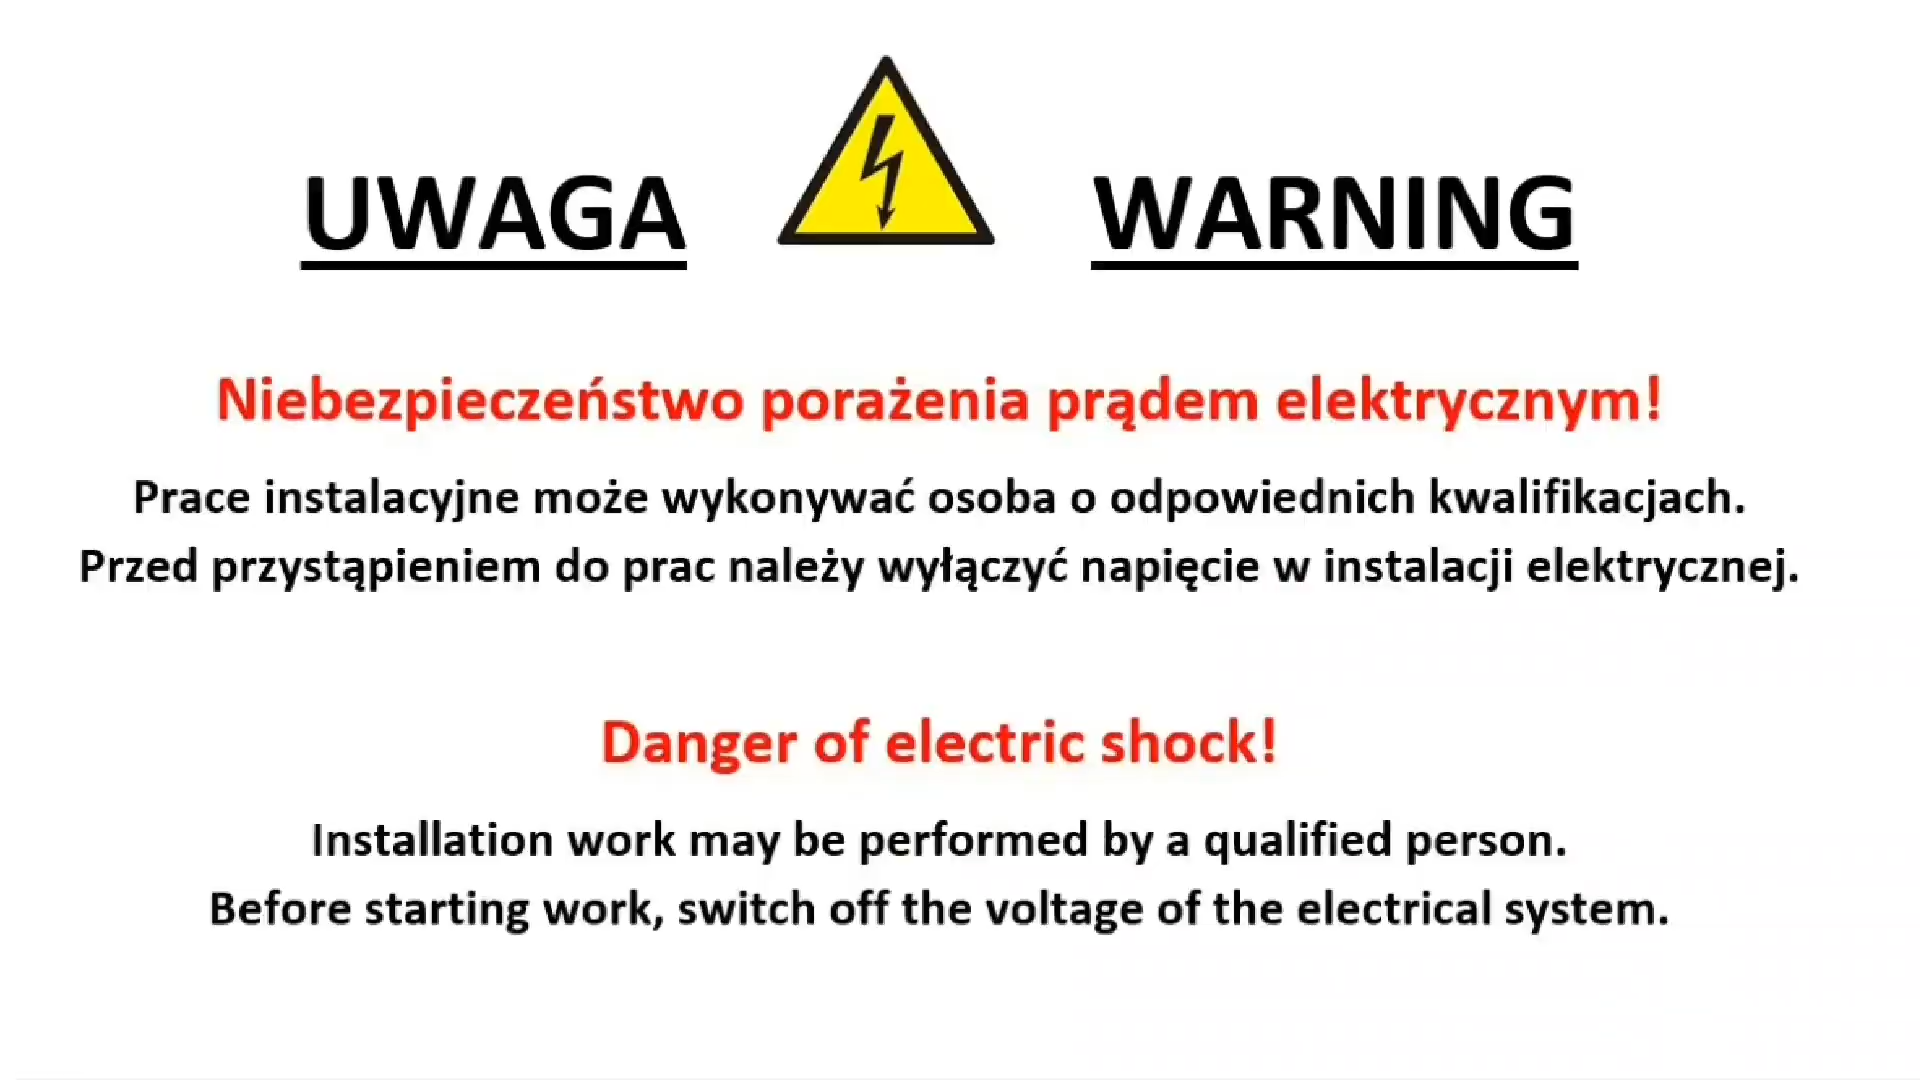 UWAGA WARNING
Niebezpieczeństwo porażenia prądem elektrycznym!
Prace instalacyjne może wykonywać osoba o odpowiednich kwalifikacjach.
Przed przystąpieniem do prac należy wyłączyć napięcie w instalacji elektrycznej.
Danger of electric shock!
Installation work may be performed by a qualified person.
Before starting work, switch off the voltage of the electrical system.